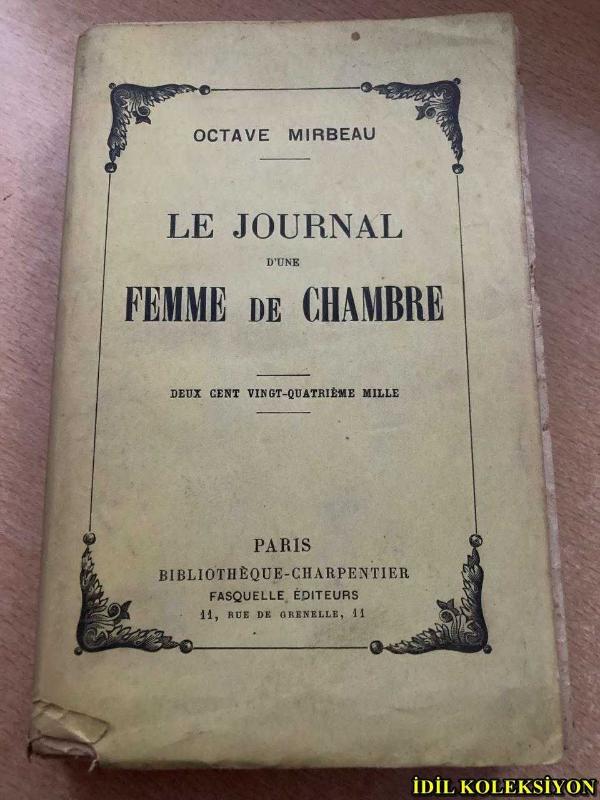 OCTAVE MIRBEAU
LE JOURNAL
D'UNE
FEMME DE CHAMBRE
DEUX CENT VINGT-QUATRIÈME MILLE
PARIS
BIBLIOTHÈQUE-CHARPENTIER
FASQUELLE ÉDITEURS
11, RUE DE GRENELLE, 11
İDİL KOLEKSİYON